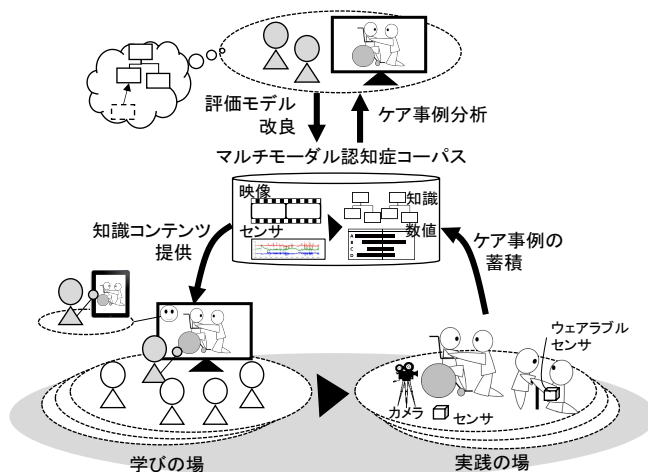 評価モデル
改良
ケア事例分析
マルチモーダル認知症コーパス
映像
知識
センサ
数値
A
B
C
D
知識コンテンツ
提供
ケア事例の
蓄積
ウェアラブル
センサ
カメラ
センサ
学びの場
実践の場